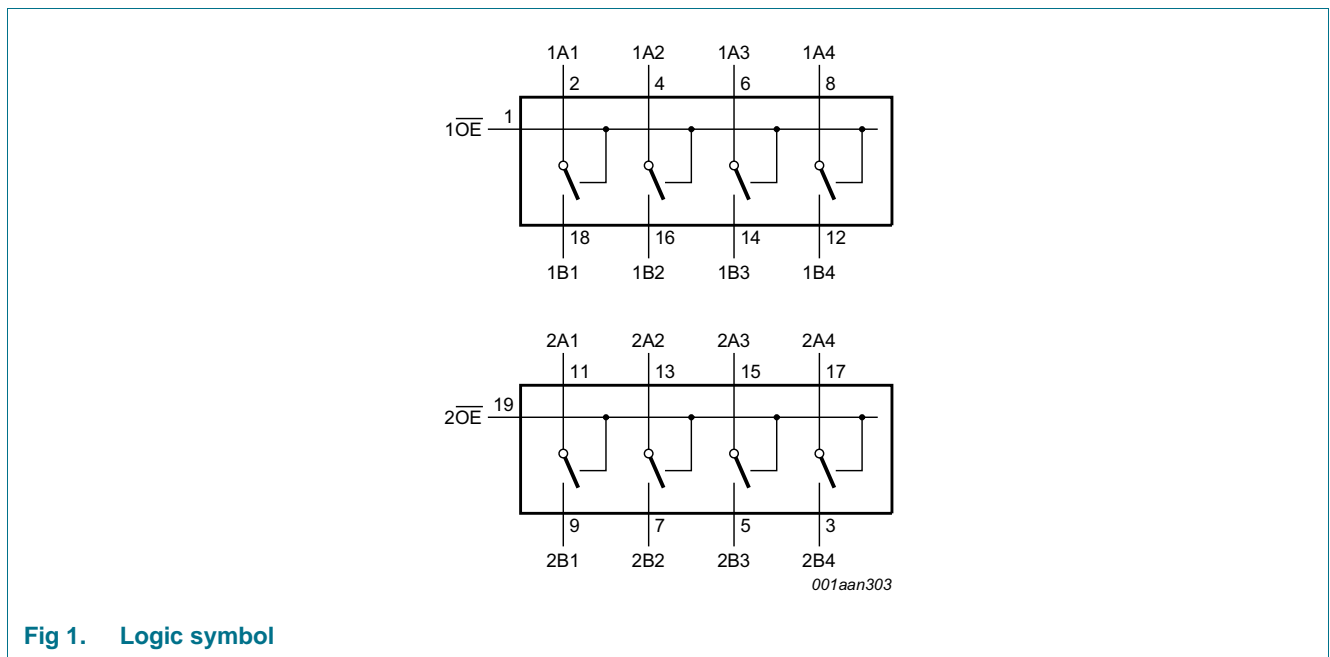 1A1 1A2 1A3 1A4
2 4 6 8
1O̅E̅ 1
18 16 14 12
1B1 1B2 1B3 1B4
2A1 2A2 2A3 2A4
11 13 15 17
2O̅E̅ 19
9 7 5 3
2B1 2B2 2B3 2B4
001aan303
Fig 1. Logic symbol